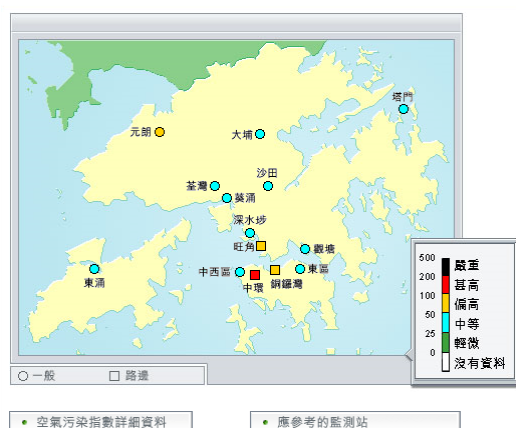 塔門
元朗
大埔
沙田
荃灣
葵涌
深水埗
旺角
觀塘
中西區
東區
中環
銅鑼灣
東涌
500
200
100
50
25
0
嚴重
甚高
偏高
中等
輕微
沒有資料
一般
路邊
空氣污染指數詳細資料
應參考的監測站